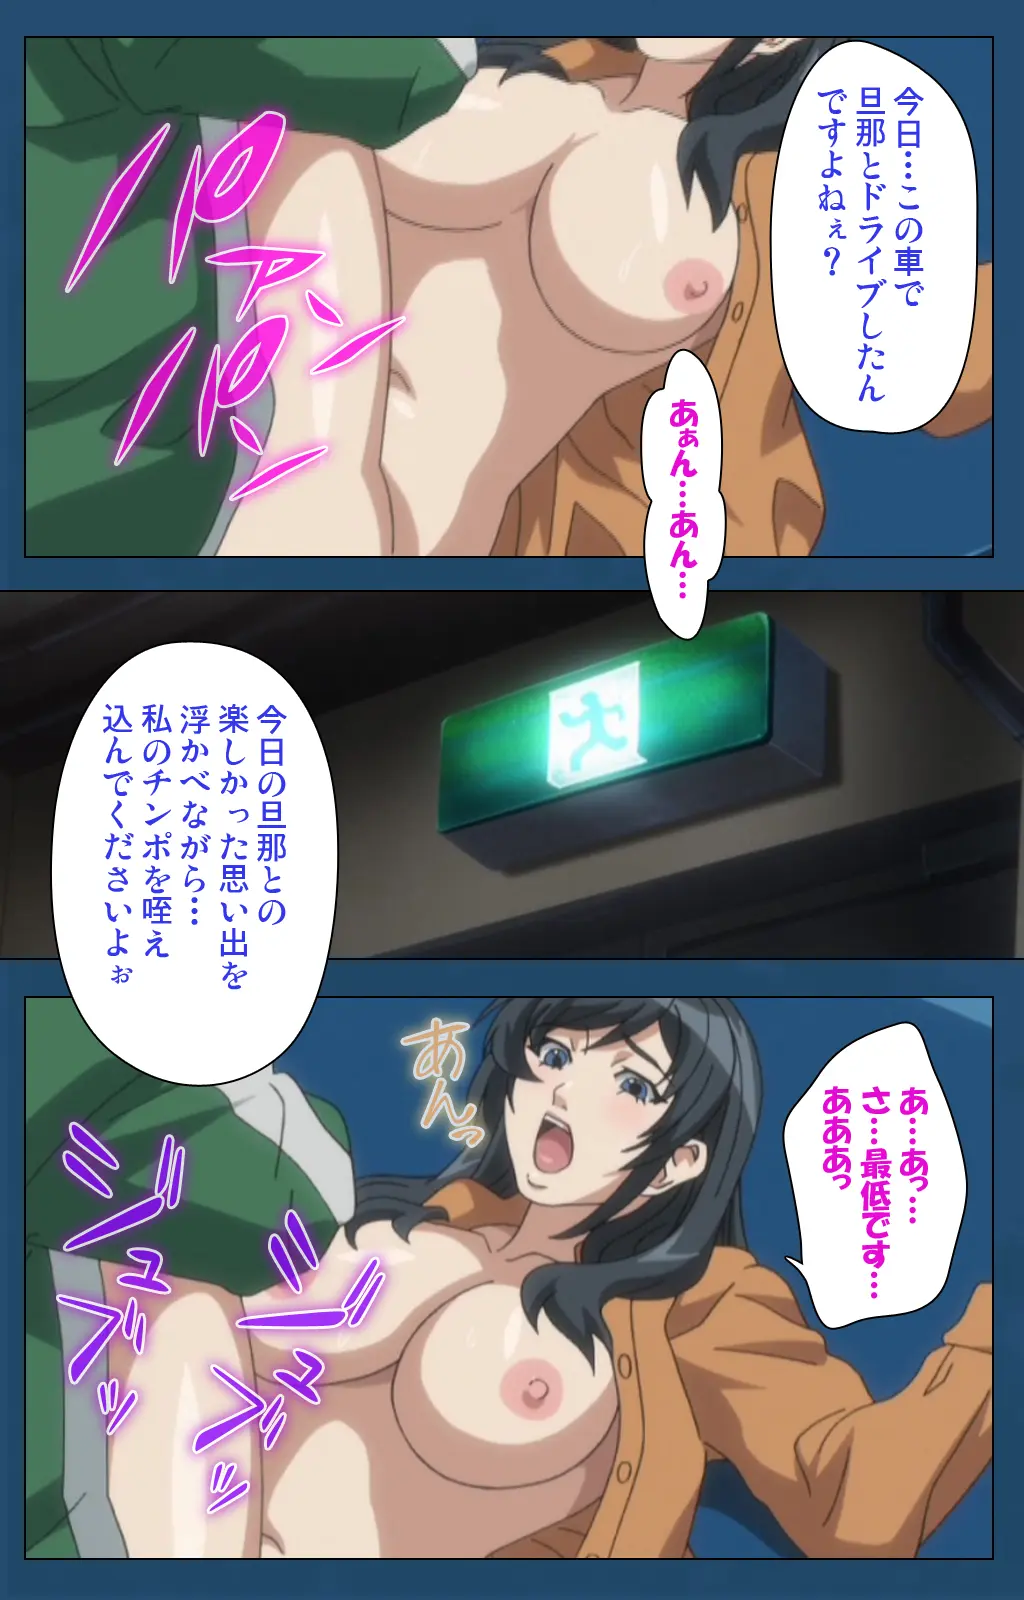 今日…この車で
旦那とドライブしたん
ですよねぇ？
パァン
パァン
あぁん…あん…
今日の旦那との
楽しかった思い出を
浮かべながら…
私のチンポを咥え
込んでくださいよぉ
あ…あっ…
さ…最低です…
あああっ
あんっ
ジュブッ
ジュブッ